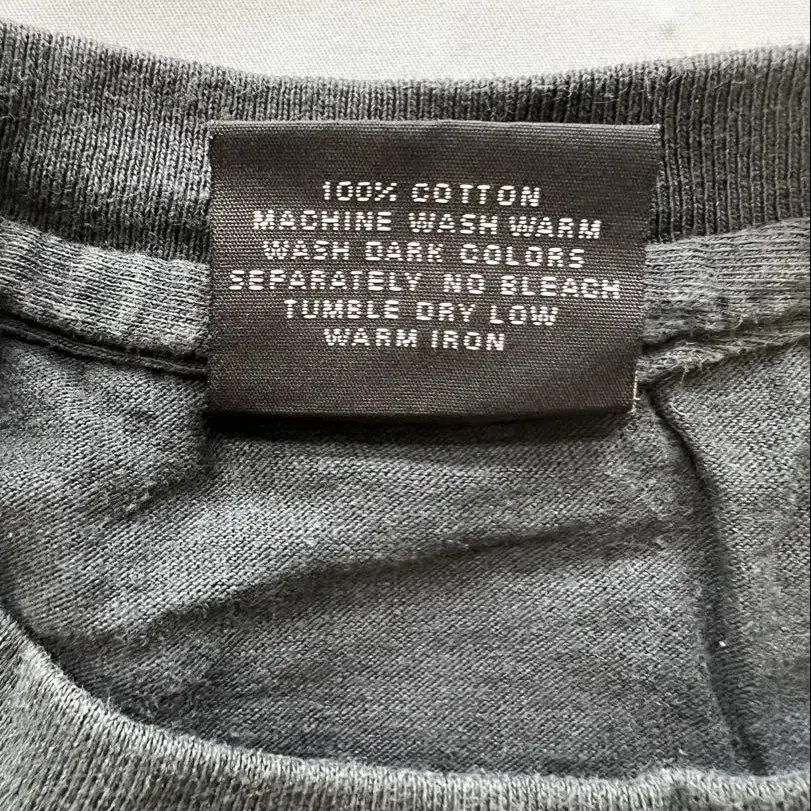 100% COTTON
MACHINE WASH WARM
WASH DARK COLORS
SEPARATELY NO BLEACH
TUMBLE DRY LOW
WARM IRON